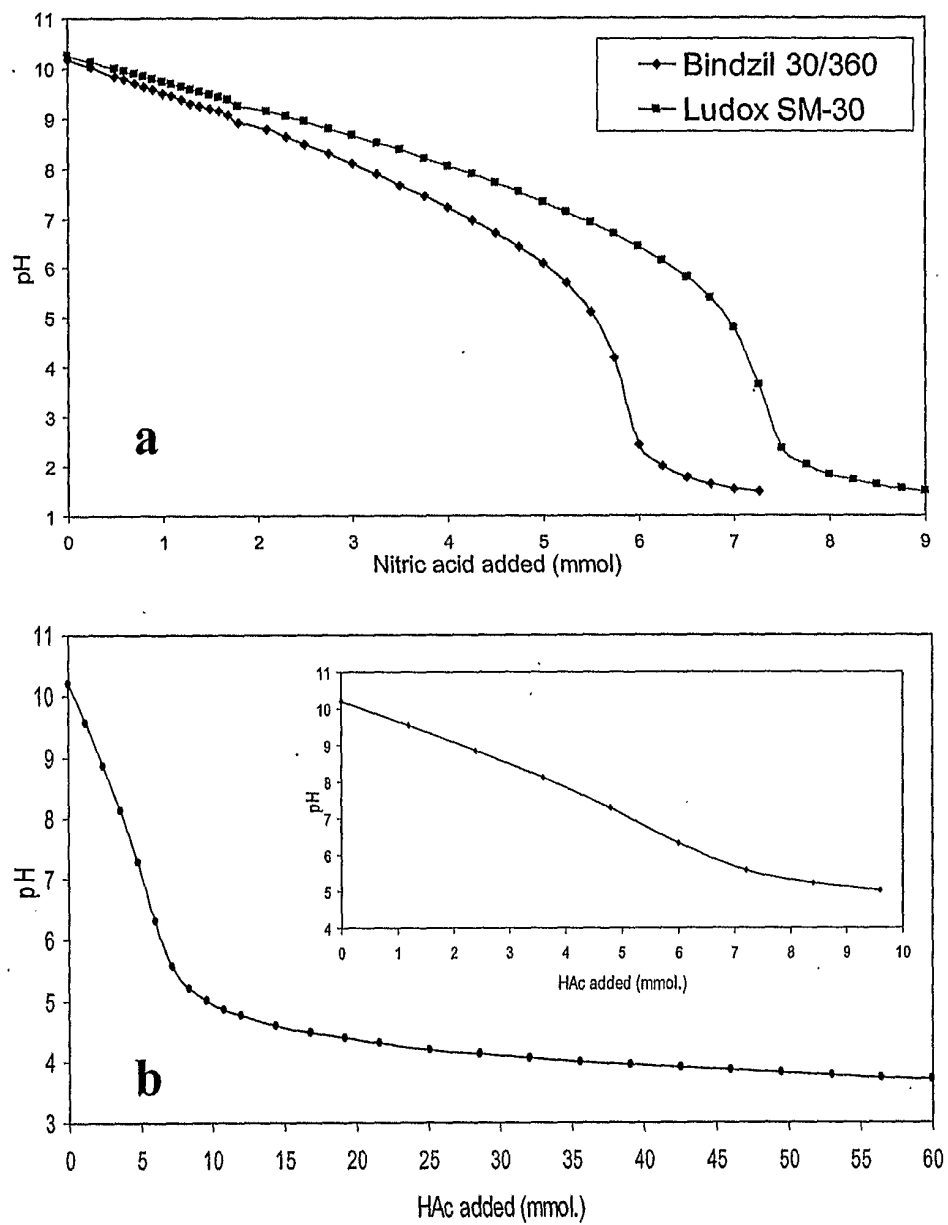 11
10
9
8
7
6
5
4
3
2
1
pH
Bindzil 30/360
Ludox SM-30
a
0 1 2 3 4 5 6 7 8 9
Nitric acid added (mmol)
11
10
9
8
7
6
5
4
3
pH
11
10
9
8
7
6
5
4
pH
0 1 2 3 4 5 6 7 8 9 10
HAc added (mmol.)
b
0 5 10 15 20 25 30 35 40 45 50 55 60
HAc added (mmol.)